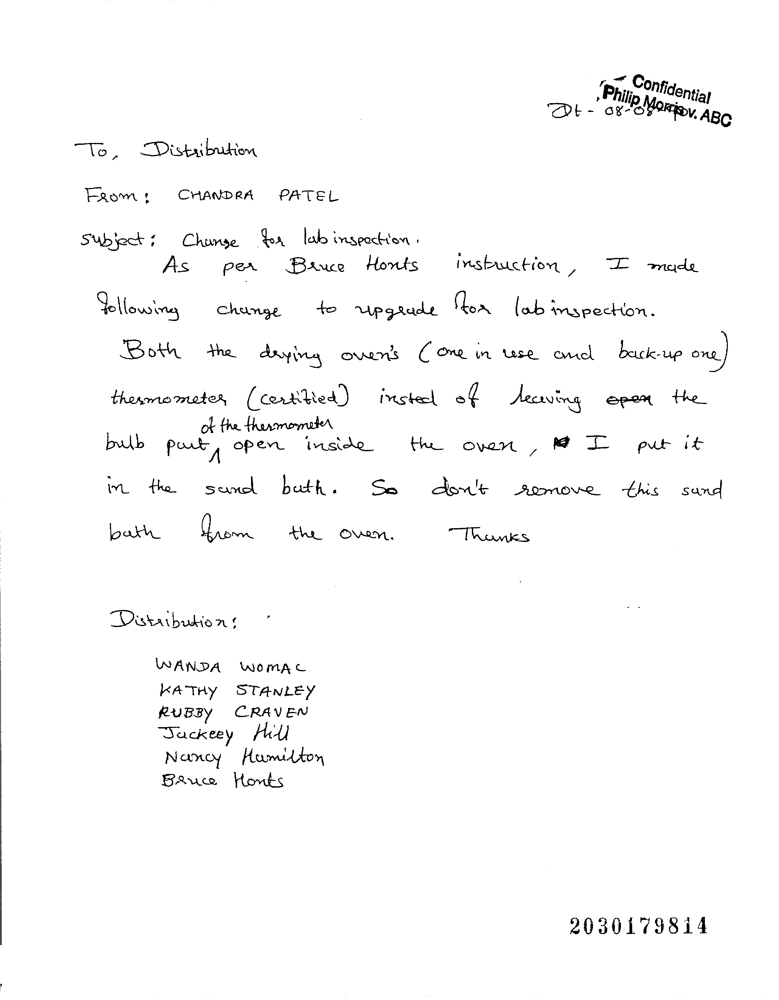 Confidential
Philip Morris v. ABC
Dt - 08-08-
To, Distribution
From: CHANDRA PATEL
Subject: Change for lab inspection.
As per Bruce Honts instruction, I made
following change to upgrade for lab inspection.
Both the drying oven's (one in use and back-up one)
thermometer (certified) insted of leaving open the
of the thermometer
bulb part open inside the oven, I put it
in the sand bath. So don't remove this sand
bath from the oven. Thanks
Distribution:
WANDA WOMAC
KATHY STANLEY
RUBBY CRAVEN
Jackeey Hill
Nancy Hamilton
Bruce Honts
2030179814